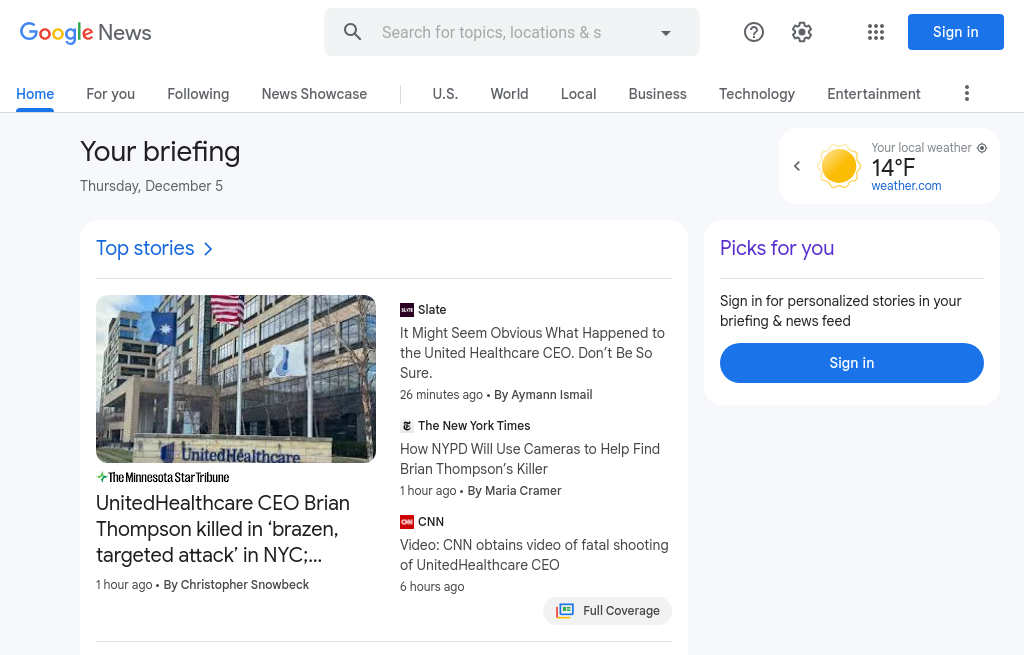 Google News
Search for topics, locations & s
Sign in
Home
For you
Following
News Showcase
U.S.
World
Local
Business
Technology
Entertainment
Your briefing
Thursday, December 5
Your local weather
14°F
weather.com
Top stories
Picks for you
Sign in for personalized stories in your
briefing & news feed
Sign in
UnitedHealthcare
The Minnesota Star Tribune
UnitedHealthcare CEO Brian
Thompson killed in ‘brazen,
targeted attack’ in NYC;...
1 hour ago • By Christopher Snowbeck
SLATE
Slate
It Might Seem Obvious What Happened to
the United Healthcare CEO. Don’t Be So
Sure.
26 minutes ago • By Aymann Ismail
The New York Times
How NYPD Will Use Cameras to Help Find
Brian Thompson’s Killer
1 hour ago • By Maria Cramer
CNN
CNN
Video: CNN obtains video of fatal shooting
of UnitedHealthcare CEO
6 hours ago
Full Coverage